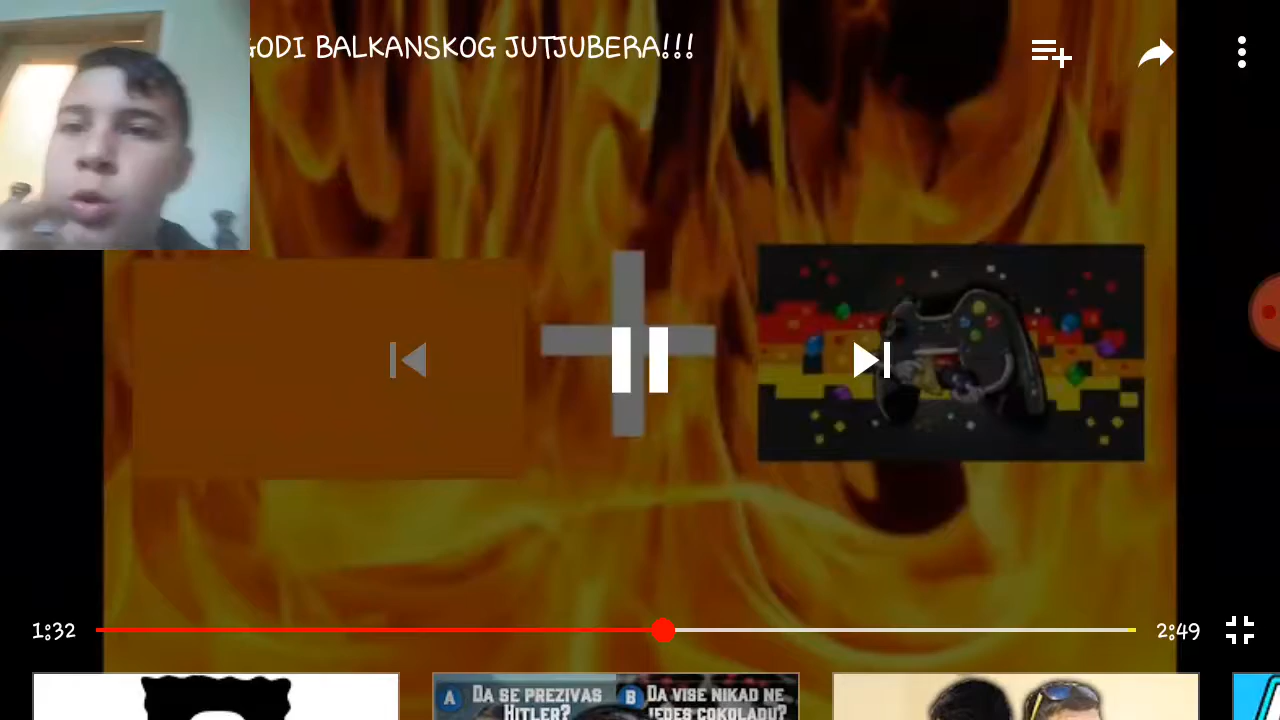 GODI BALKANSKOG JUTJUBERA!!!
1:32
2:49
A DA SE PREZIVAS HITLER?
B DA VISE NIKAD NE JEDES COKOLADU?